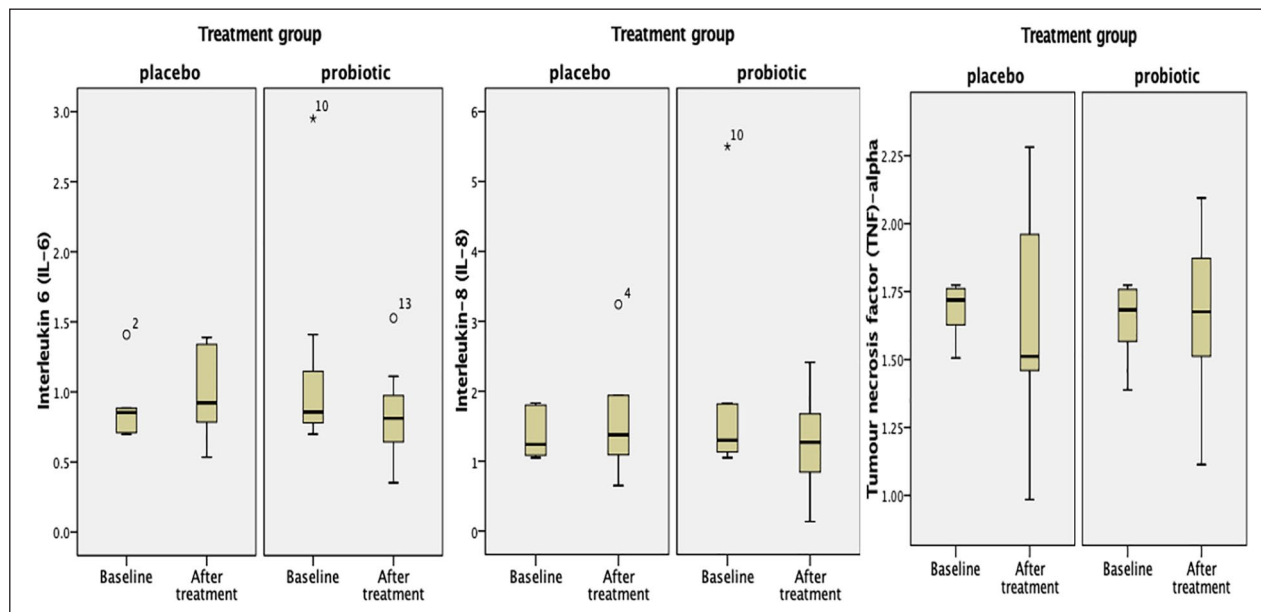 Treatment group
placebo probiotic
Interleukin 6 (IL-6)
3.0
2.5
2.0
1.5
1.0
0.5
0.0
2
10
13
Baseline After treatment Baseline After treatment
Treatment group
placebo probiotic
Interleukin-8 (IL-8)
6
5
4
3
2
1
0
4
10
Baseline After treatment Baseline After treatment
Treatment group
placebo probiotic
Tumour necrosis factor (TNF)-alpha
2.25
2.00
1.75
1.50
1.25
1.00
Baseline After treatment Baseline After treatment